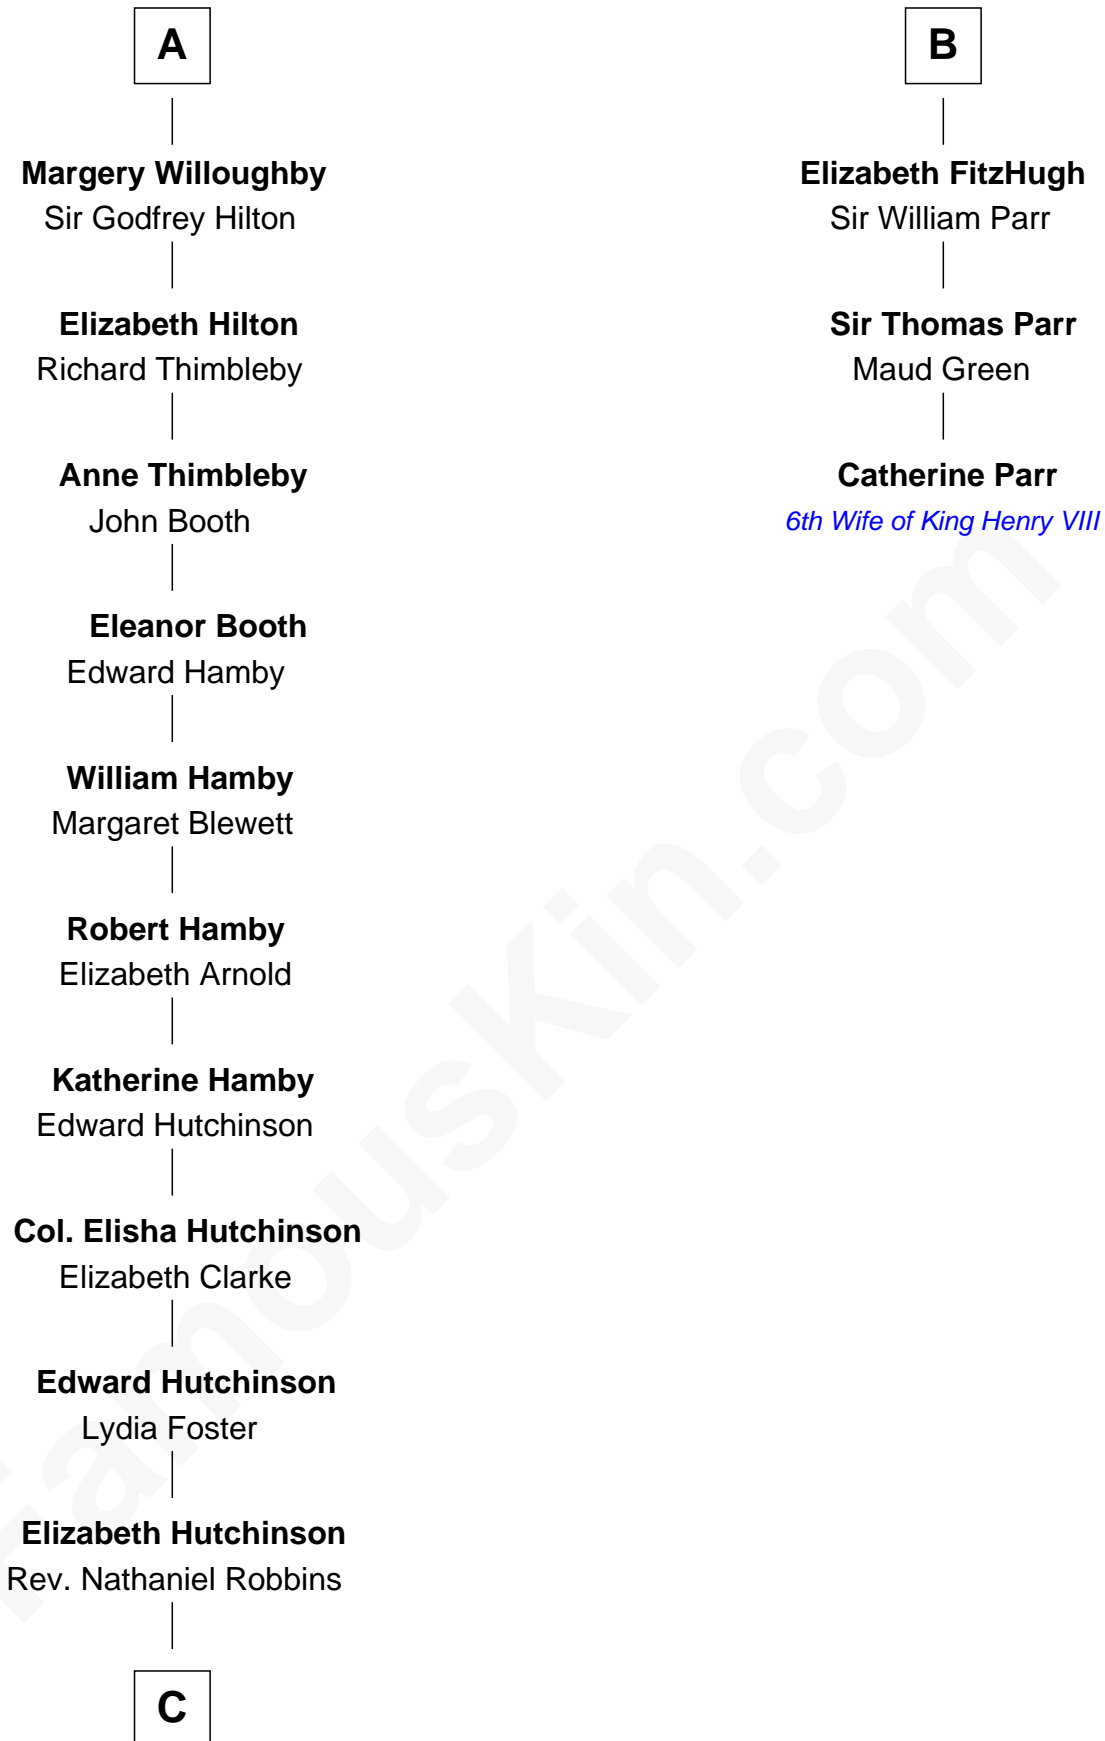 A
Margery Willoughby
Sir Godfrey Hilton
Elizabeth Hilton
Richard Thimbleby
Anne Thimbleby
John Booth
Eleanor Booth
Edward Hamby
William Hamby
Margaret Blewett
Robert Hamby
Elizabeth Arnold
Katherine Hamby
Edward Hutchinson
Col. Elisha Hutchinson
Elizabeth Clarke
Edward Hutchinson
Lydia Foster
Elizabeth Hutchinson
Rev. Nathaniel Robbins
C
B
Elizabeth FitzHugh
Sir William Parr
Sir Thomas Parr
Maud Green
Catherine Parr
6th Wife of King Henry VIII
FamousKin.com